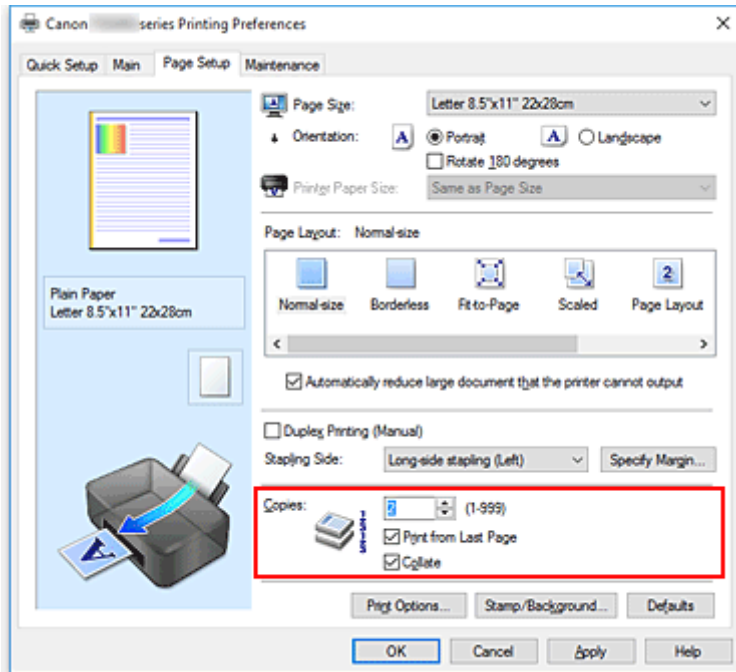 Canon series Printing Preferences
Quick Setup Main Page Setup Maintenance
Page Size: Letter 8.5"x11" 22x28cm
Orientation: A Portrait A Landscape
Rotate 180 degrees
Printer Paper Size: Same as Page Size
Page Layout: Normal-size
2
Normal-size Borderless Fit-to-Page Scaled Page Layout
Plain Paper
Letter 8.5"x11" 22x28cm
Automatically reduce large document that the printer cannot output
Duplex Printing (Manual)
Stapling Side: Long-side stapling (Left) Specify Margin...
Copies: 2 (1-999)
Print from Last Page
Collate
A
Print Options... Stamp/Background... Defaults
OK Cancel Apply Help